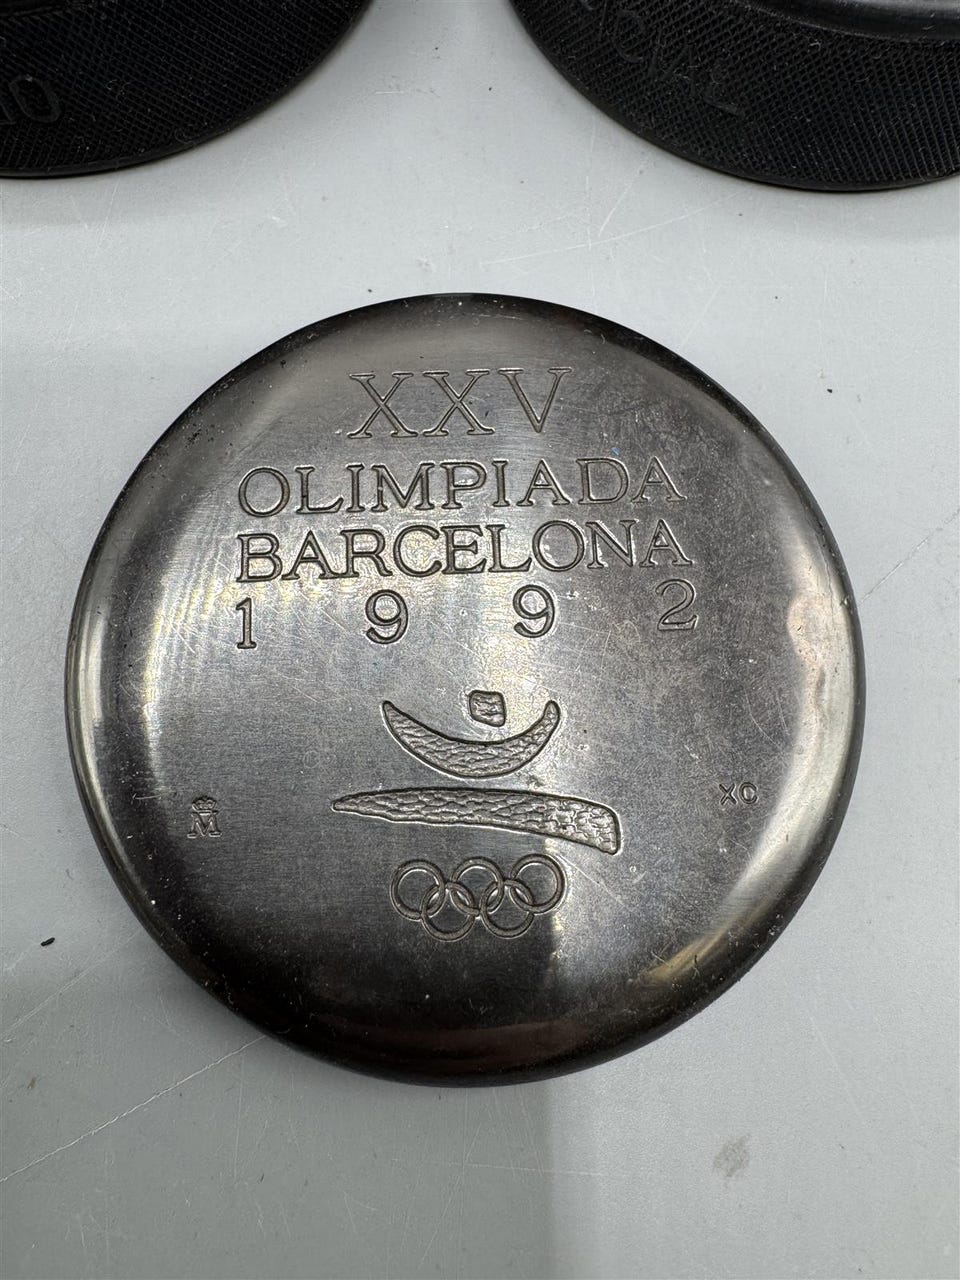 XXV
OLIMPIADA
BARCELONA
1 9 9 2
M
XC